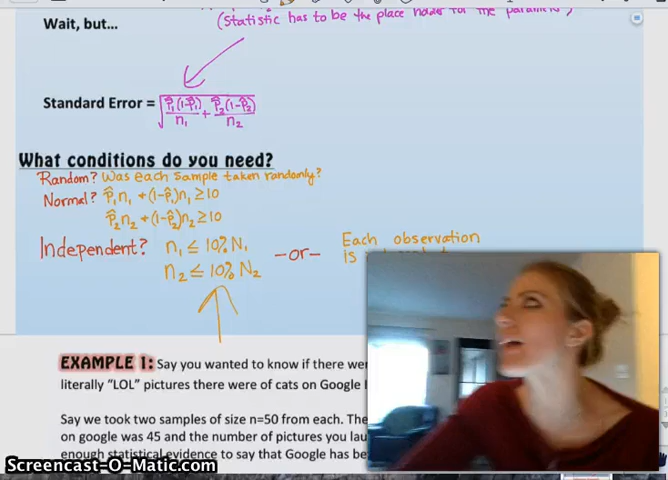 Wait, but...
(Statistic has to be the place holder for the parameter)
Standard Error = √ p̂₁(1-p̂₁)/n₁ + p̂₂(1-p̂₂)/n₂
What conditions do you need?
Random? Was each sample taken randomly?
Normal? p̂₁n₁ + (1-p̂₁)n₁ ≥10
p̂₂n₂ + (1-p̂₂)n₂ ≥10
Independent? n₁ ≤ 10% N₁ -or- Each observation
n₂ ≤ 10% N₂ is
EXAMPLE 1: Say you wanted to know if there
literally "LOL" pictures there were of cats on Google
Say we took two samples of size n=50 from each.
on google was 45 and the number of pictures you
enough statistical evidence to say that Google has
Screencast-O-Matic.com